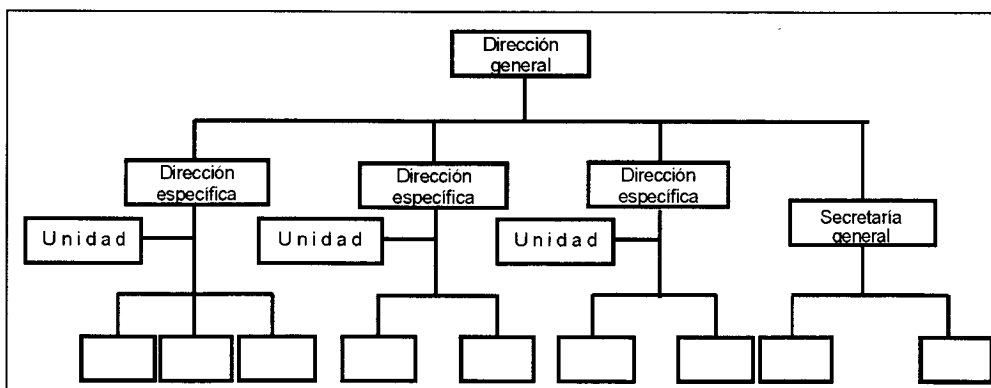 Dirección
general
Dirección
específica
Dirección
específica
Dirección
específica
Unidad
Unidad
Unidad
Secretaría
general